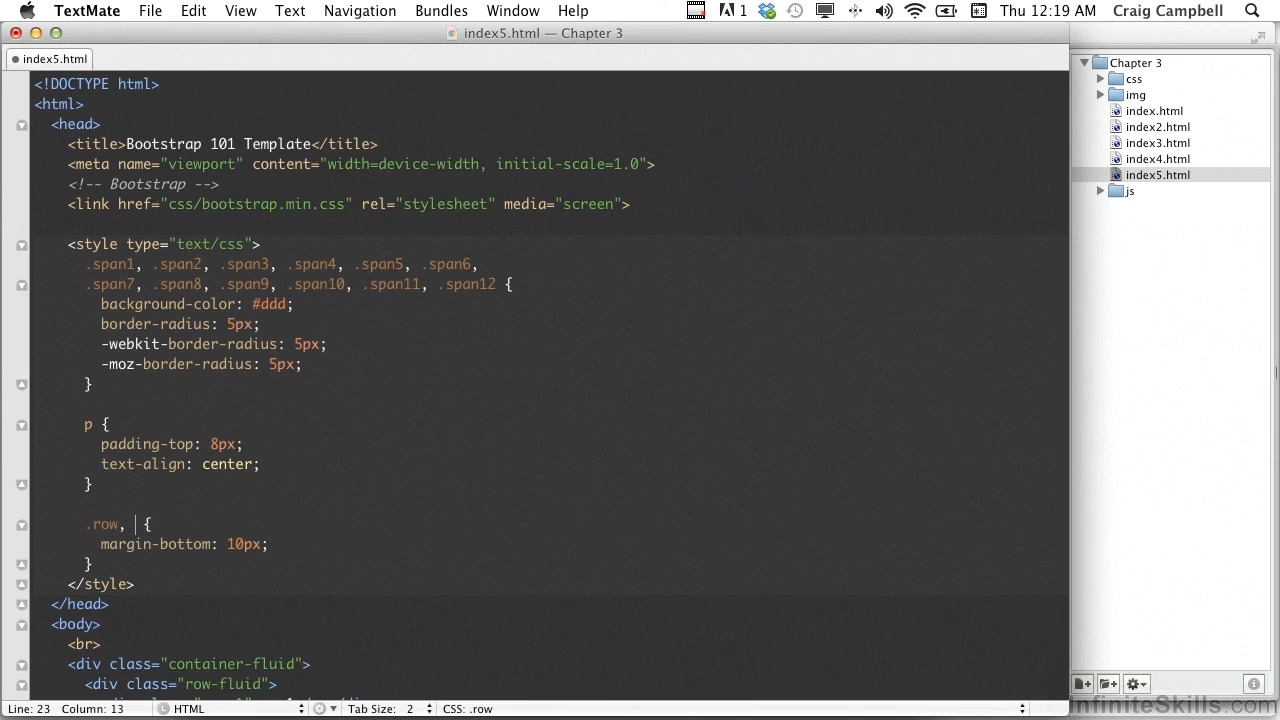 TextMate File Edit View Text Navigation Bundles Window Help 1 Thu 12:19 AM Craig Campbell
index5.html — Chapter 3
index5.html
<!DOCTYPE html>
<html>
<head>
<title>Bootstrap 101 Template</title>
<meta name="viewport" content="width=device-width, initial-scale=1.0">
<!-- Bootstrap -->
<link href="css/bootstrap.min.css" rel="stylesheet" media="screen">
<style type="text/css">
.span1, .span2, .span3, .span4, .span5, .span6,
.span7, .span8, .span9, .span10, .span11, .span12 {
background-color: #ddd;
border-radius: 5px;
-webkit-border-radius: 5px;
-moz-border-radius: 5px;
}
p {
padding-top: 8px;
text-align: center;
}
.row, {
margin-bottom: 10px;
}
</style>
</head>
<body>
<br>
<div class="container-fluid">
<div class="row-fluid">
Line: 23 Column: 13 HTML Tab Size: 2 CSS: .row
Chapter 3
css
img
index.html
index2.html
index3.html
index4.html
index5.html
js
InfiniteSkills.com